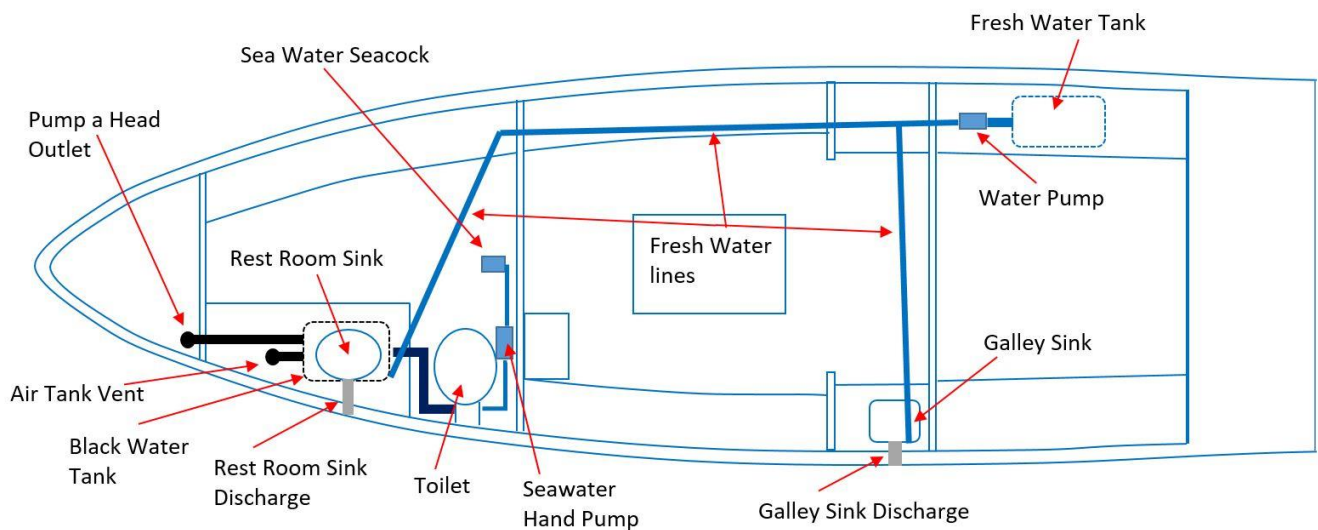 Fresh Water Tank
Sea Water Seacock
Pump a Head
Outlet
Water Pump
Rest Room Sink
Fresh Water
lines
Galley Sink
Air Tank Vent
Black Water
Tank
Rest Room Sink
Discharge
Toilet
Seawater
Hand Pump
Galley Sink Discharge